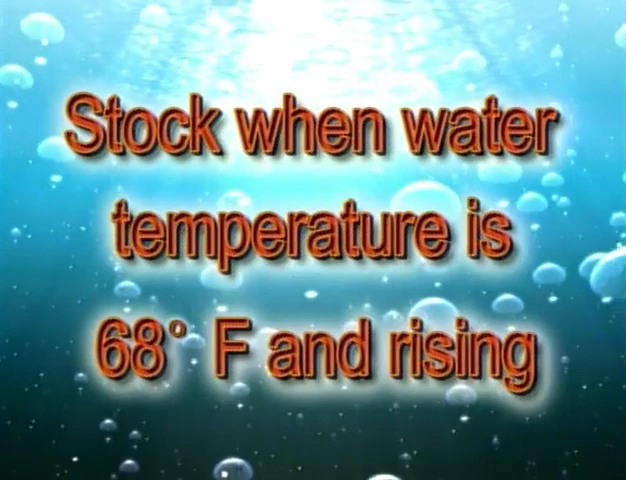 Stock when water
temperature is
68° F and rising